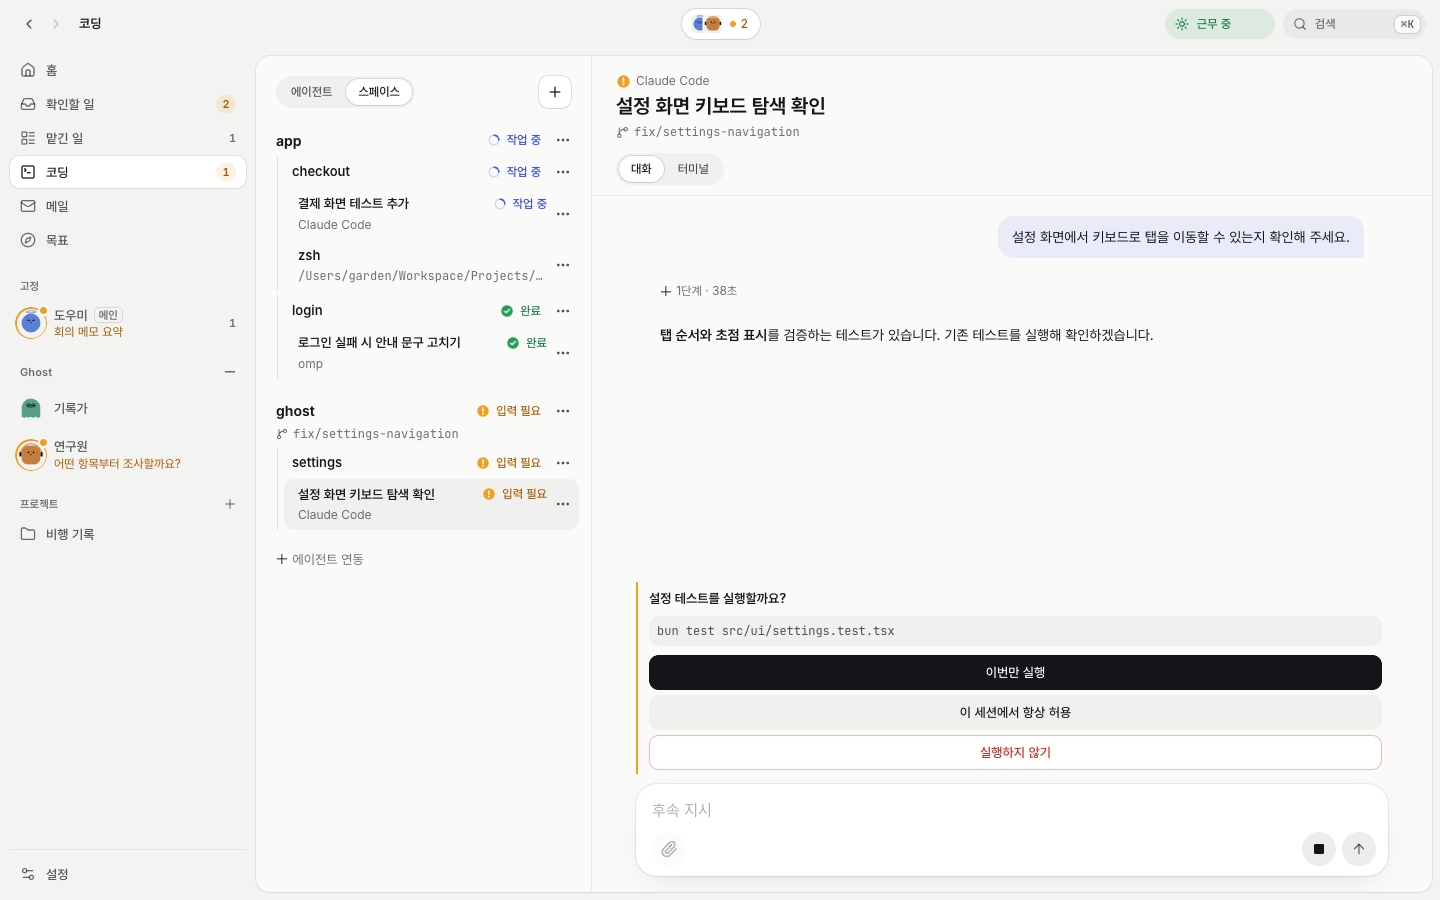 코딩
2
근무 중
검색
⌘K
홈
확인할 일
2
맡긴 일
1
코딩
1
메일
목표
고정
도우미
메인
회의 메모 요약
1
Ghost
기록가
연구원
어떤 항목부터 조사할까요?
프로젝트
비행 기록
설정
에이전트
스페이스
app
작업 중
checkout
작업 중
결제 화면 테스트 추가
작업 중
Claude Code
zsh
/Users/garden/Workspace/Projects/…
login
완료
로그인 실패 시 안내 문구 고치기
완료
omp
ghost
입력 필요
fix/settings-navigation
settings
입력 필요
설정 화면 키보드 탐색 확인
입력 필요
Claude Code
에이전트 연동
Claude Code
설정 화면 키보드 탐색 확인
fix/settings-navigation
대화
터미널
설정 화면에서 키보드로 탭을 이동할 수 있는지 확인해 주세요.
1단계 · 38초
탭 순서와 초점 표시를 검증하는 테스트가 있습니다. 기존 테스트를 실행해 확인하겠습니다.
설정 테스트를 실행할까요?
bun test src/ui/settings.test.tsx
이번만 실행
이 세션에서 항상 허용
실행하지 않기
후속 지시